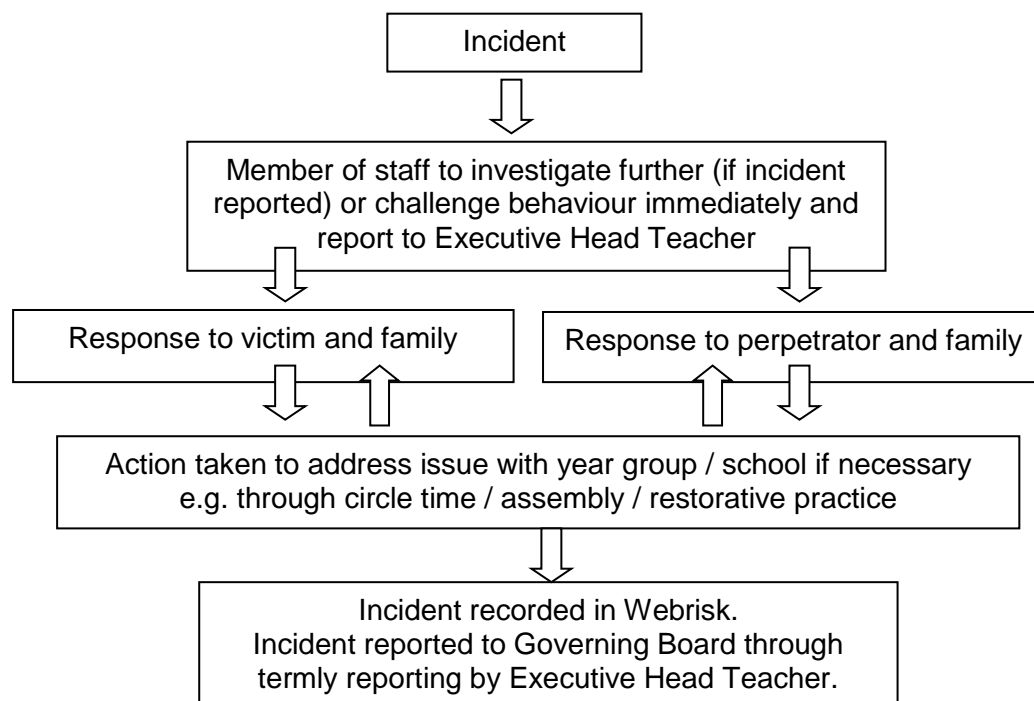 Incident
Member of staff to investigate further (if incident
reported) or challenge behaviour immediately and
report to Executive Head Teacher
Response to victim and family
Response to perpetrator and family
Action taken to address issue with year group / school if necessary
e.g. through circle time / assembly / restorative practice
Incident recorded in Webrisk.
Incident reported to Governing Board through
termly reporting by Executive Head Teacher.